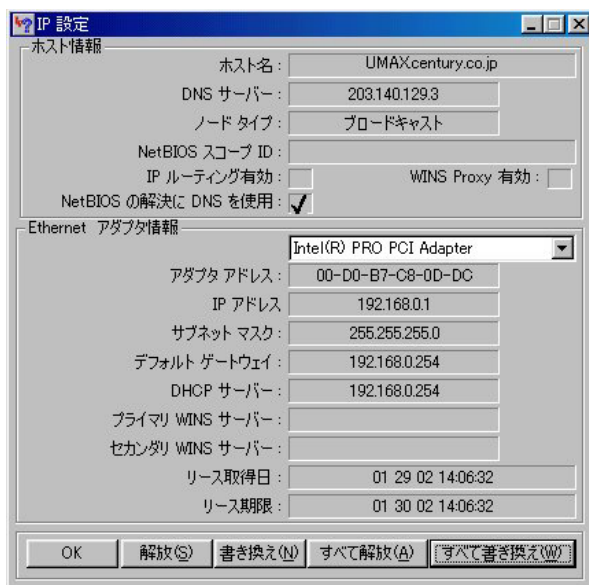 IP 設定
ホスト情報
ホスト名 : UMAX.century.co.jp
DNS サーバー : 203.140.129.3
ノード タイプ : ブロードキャスト
NetBIOS スコープ ID :
IP ルーティング有効 : WINS Proxy 有効 :
NetBIOS の解決に DNS を使用 :
Ethernet アダプタ情報
Intel(R) PRO PCI Adapter
アダプタ アドレス : 00-D0-B7-C8-0D-DC
IP アドレス 192.168.0.1
サブネット マスク : 255.255.255.0
デフォルト ゲートウェイ : 192.168.0.254
DHCP サーバー : 192.168.0.254
プライマリ WINS サーバー :
セカンダリ WINS サーバー :
リース取得日 : 01 29 02 14:06:32
リース期限 : 01 30 02 14:06:32
OK 解放(S) 書き換え(N) すべて解放(A) すべて書き換え(W)